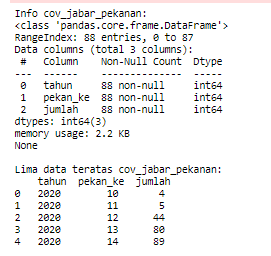 Info cov_jabar_pekanan:
<class 'pandas.core.frame.DataFrame'>
RangeIndex: 88 entries, 0 to 87
Data columns (total 3 columns):
 #   Column    Non-Null Count  Dtype
---  ------    --------------  -----
 0   tahun     88 non-null     int64
 1   pekan_ke  88 non-null     int64
 2   jumlah    88 non-null     int64
dtypes: int64(3)
memory usage: 2.2 KB
None

Lima data teratas cov_jabar_pekanan:
   tahun  pekan_ke  jumlah
0   2020        10       4
1   2020        11       5
2   2020        12      44
3   2020        13      80
4   2020        14      89